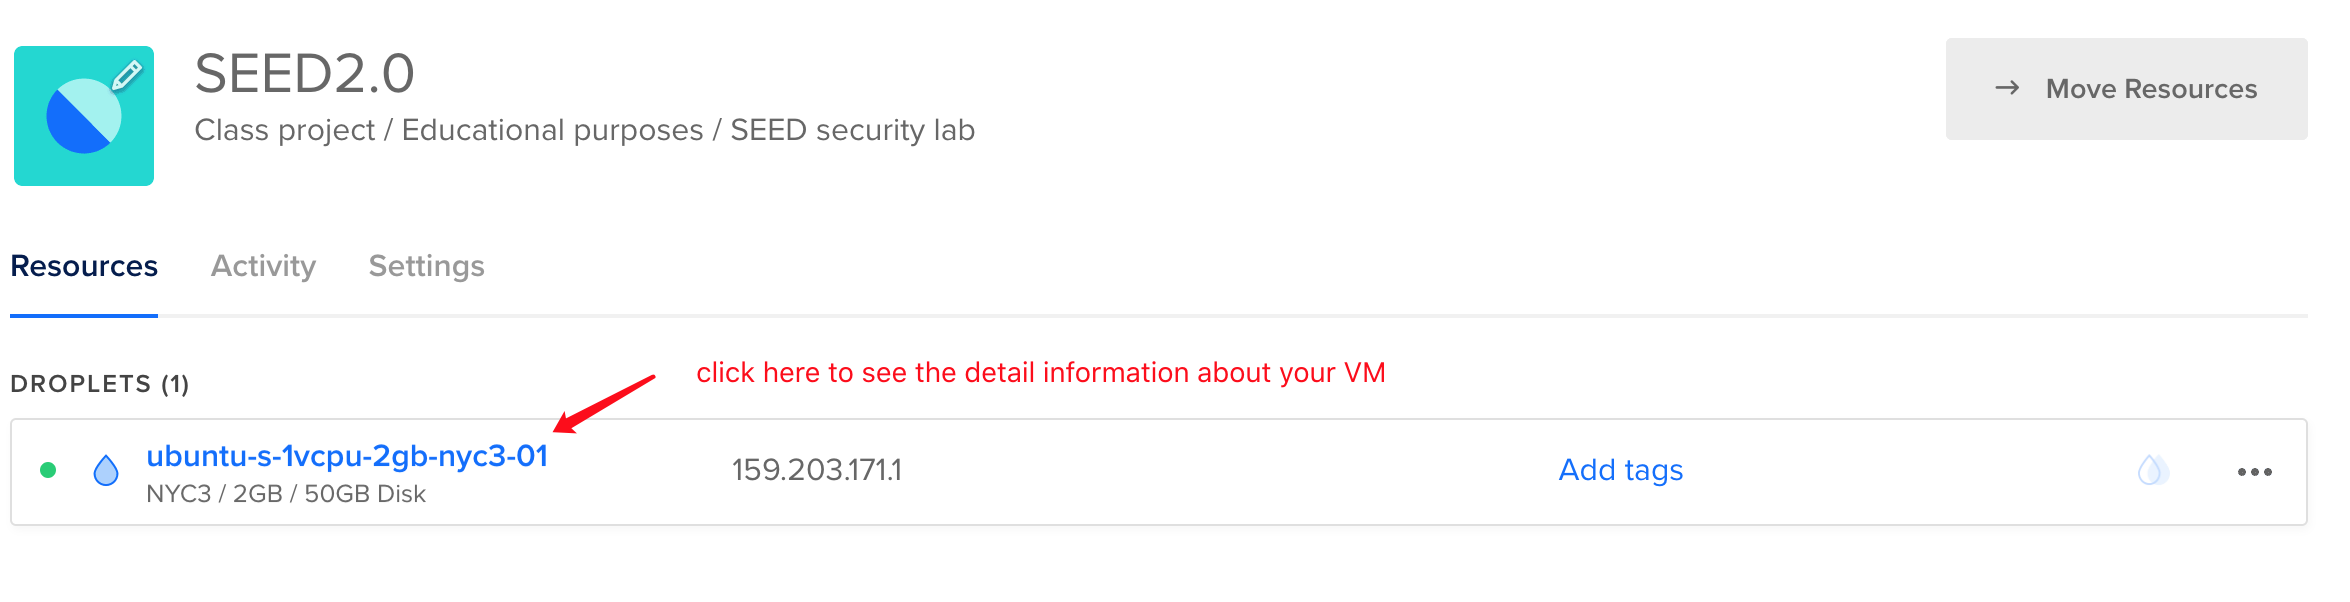 SEED2.0
Class project / Educational purposes / SEED security lab
→ Move Resources
Resources Activity Settings
click here to see the detail information about your VM
DROPLETS (1)
ubuntu-s-1vcpu-2gb-nyc3-01
NYC3 / 2GB / 50GB Disk
159.203.171.1
Add tags